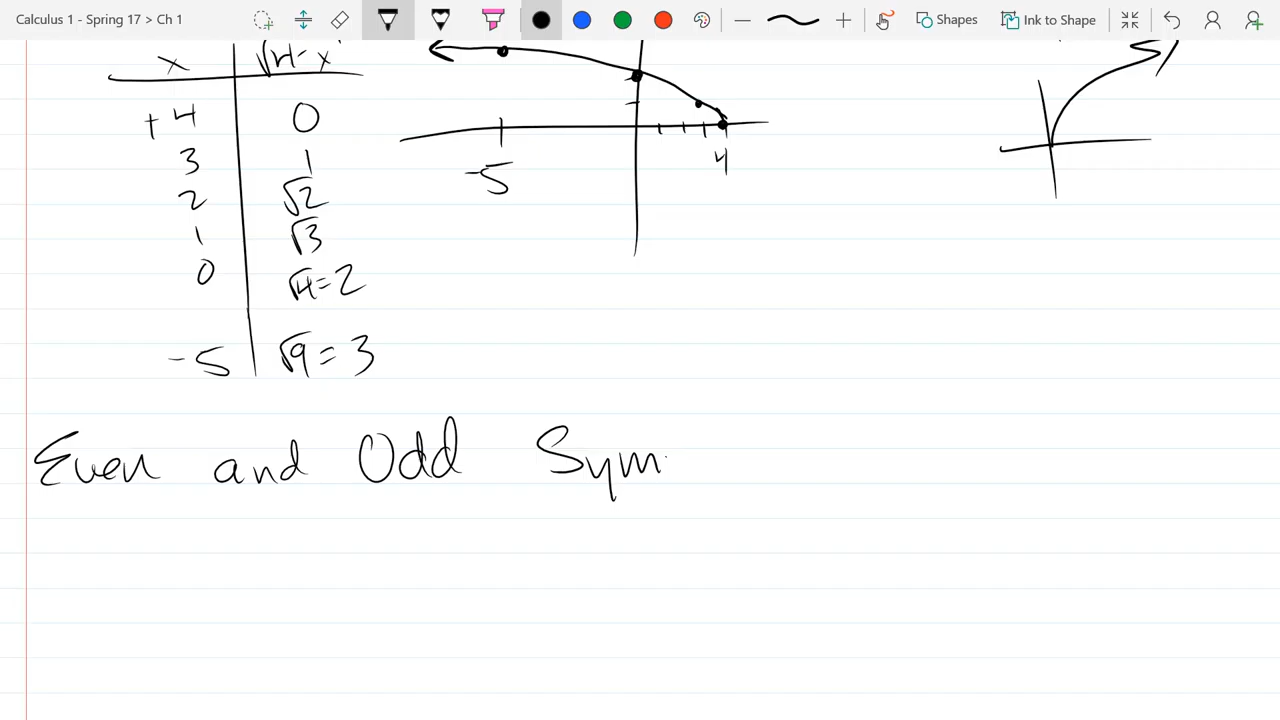 Calculus 1 - Spring 17 > Ch 1
Shapes
Ink to Shape
x √4-x
+4 0
3 1
2 √2
1 √3
0 √4=2
-5 √9=3
-5
4
Even and Odd Sym